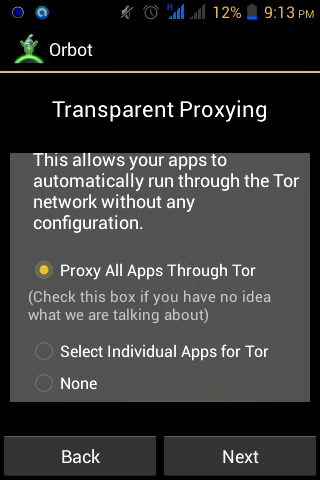 H
12%
9:13 PM
Orbot
Transparent Proxying
This allows your apps to
automatically run through the Tor
network without any
configuration.
Proxy All Apps Through Tor
(Check this box if you have no idea
what we are talking about)
Select Individual Apps for Tor
None
Back
Next